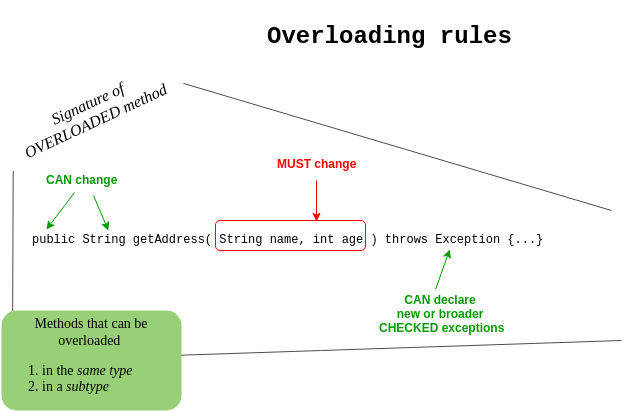 Overloading rules
Signature of
OVERLOADED method
CAN change
MUST change
public String getAddress( String name, int age ) throws Exception {...}
CAN declare
new or broader
CHECKED exceptions
Methods that can be
overloaded
1. in the same type
2. in a subtype